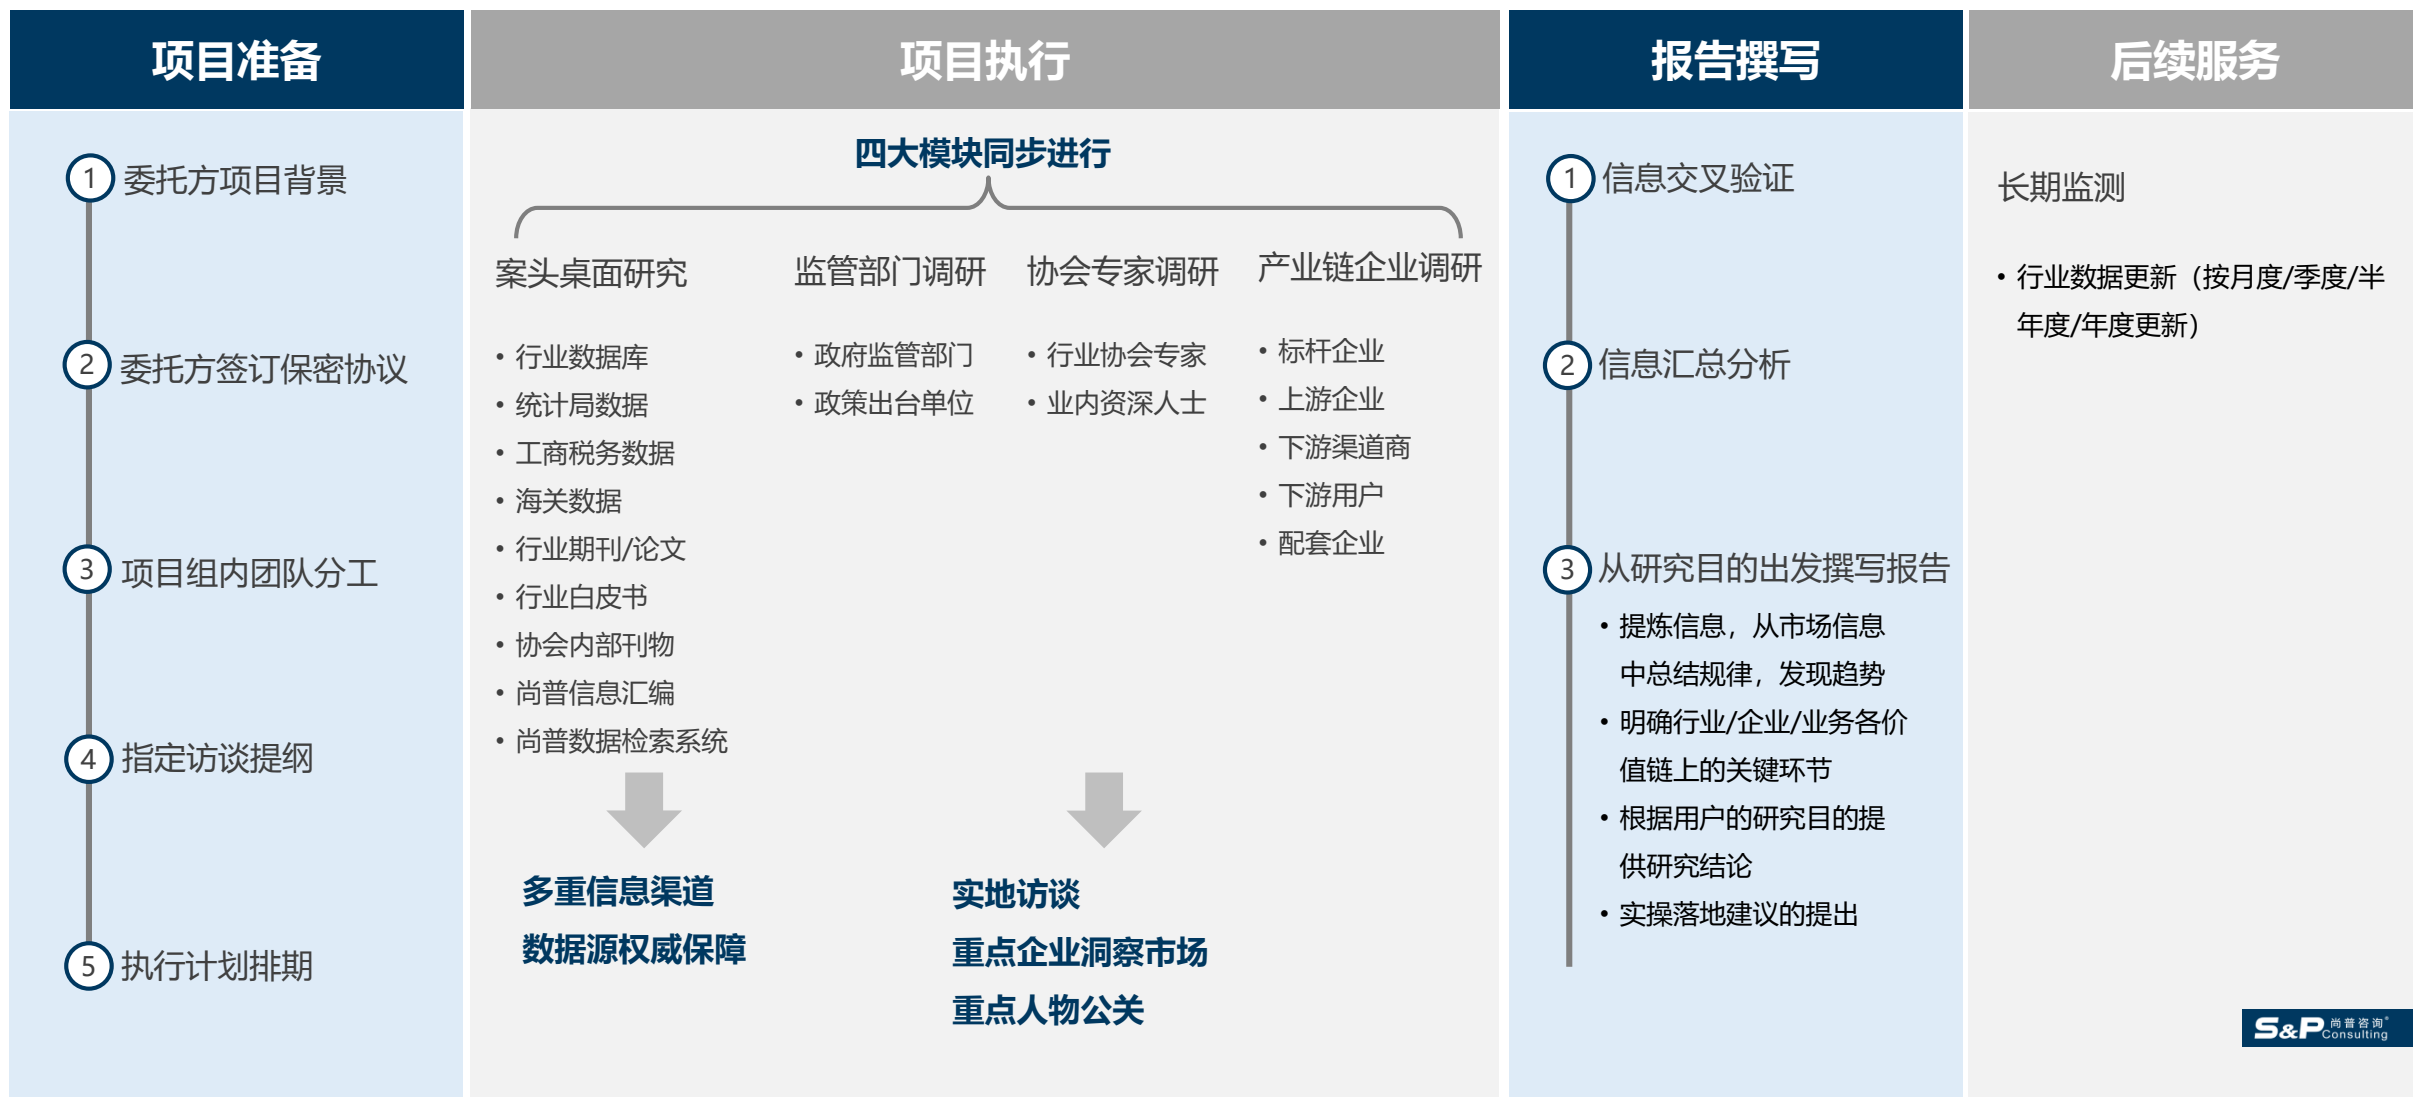 项目准备
1 委托方项目背景
2 委托方签订保密协议
3 项目组内团队分工
4 指定访谈提纲
5 执行计划排期
项目执行
四大模块同步进行
案头桌面研究
• 行业数据库
• 统计局数据
• 工商税务数据
• 海关数据
• 行业期刊/论文
• 行业白皮书
• 协会内部刊物
• 尚普信息汇编
• 尚普数据检索系统
监管部门调研
• 政府监管部门
• 政策出台单位
协会专家调研
• 行业协会专家
• 业内资深人士
产业链企业调研
• 标杆企业
• 上游企业
• 下游渠道商
• 下游用户
• 配套企业
多重信息渠道
数据源权威保障
实地访谈
重点企业洞察市场
重点人物公关
报告撰写
1 信息交叉验证
2 信息汇总分析
3 从研究目的出发撰写报告
• 提炼信息，从市场信息
中总结规律，发现趋势
• 明确行业/企业/业务各价
值链上的关键环节
• 根据用户的研究目的提
供研究结论
• 实操落地建议的提出
后续服务
长期监测
• 行业数据更新（按月度/季度/半
年度/年度更新）
S&P 尚普咨询®
Consulting